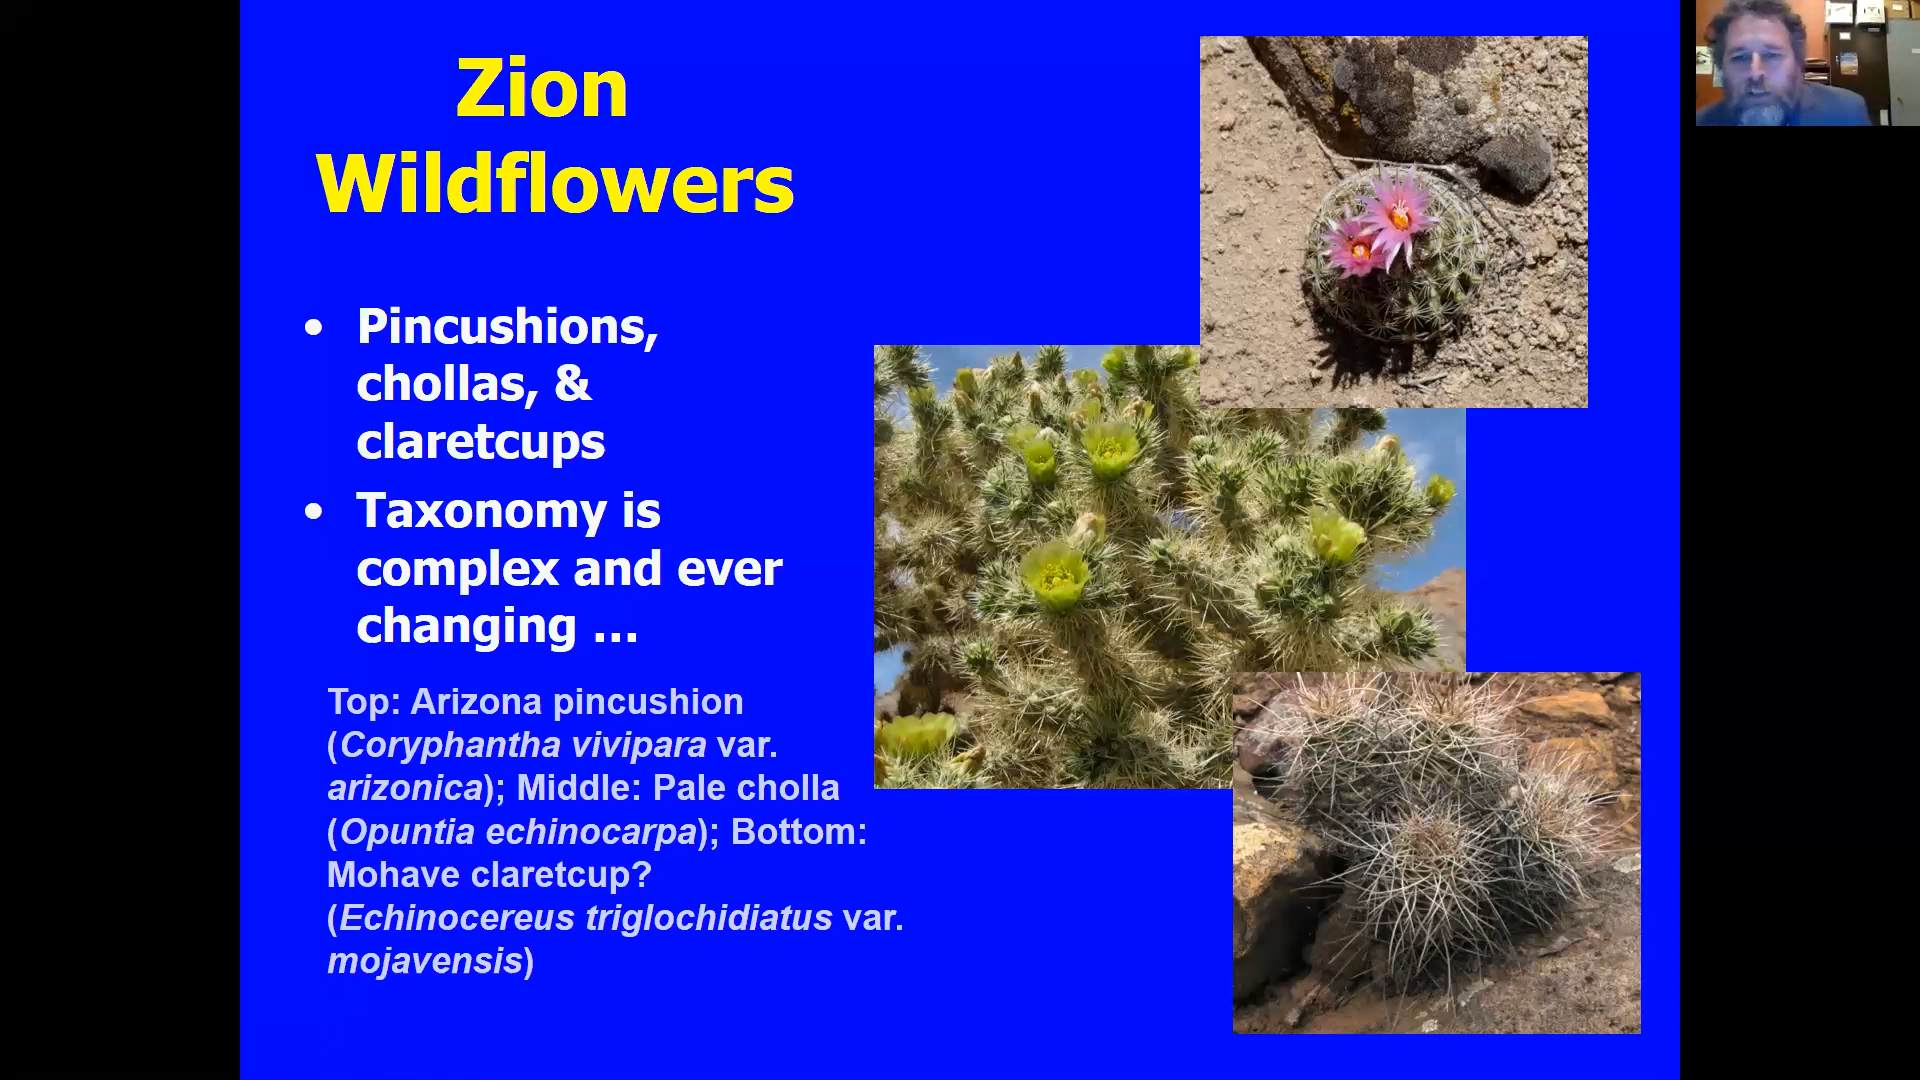 Zion
Wildflowers
• Pincushions,
chollas, &
claretcups
• Taxonomy is
complex and ever
changing ...
Top: Arizona pincushion
(Coryphantha vivipara var.
arizonica); Middle: Pale cholla
(Opuntia echinocarpa); Bottom:
Mohave claretcup?
(Echinocereus triglochidiatus var.
mojavensis)